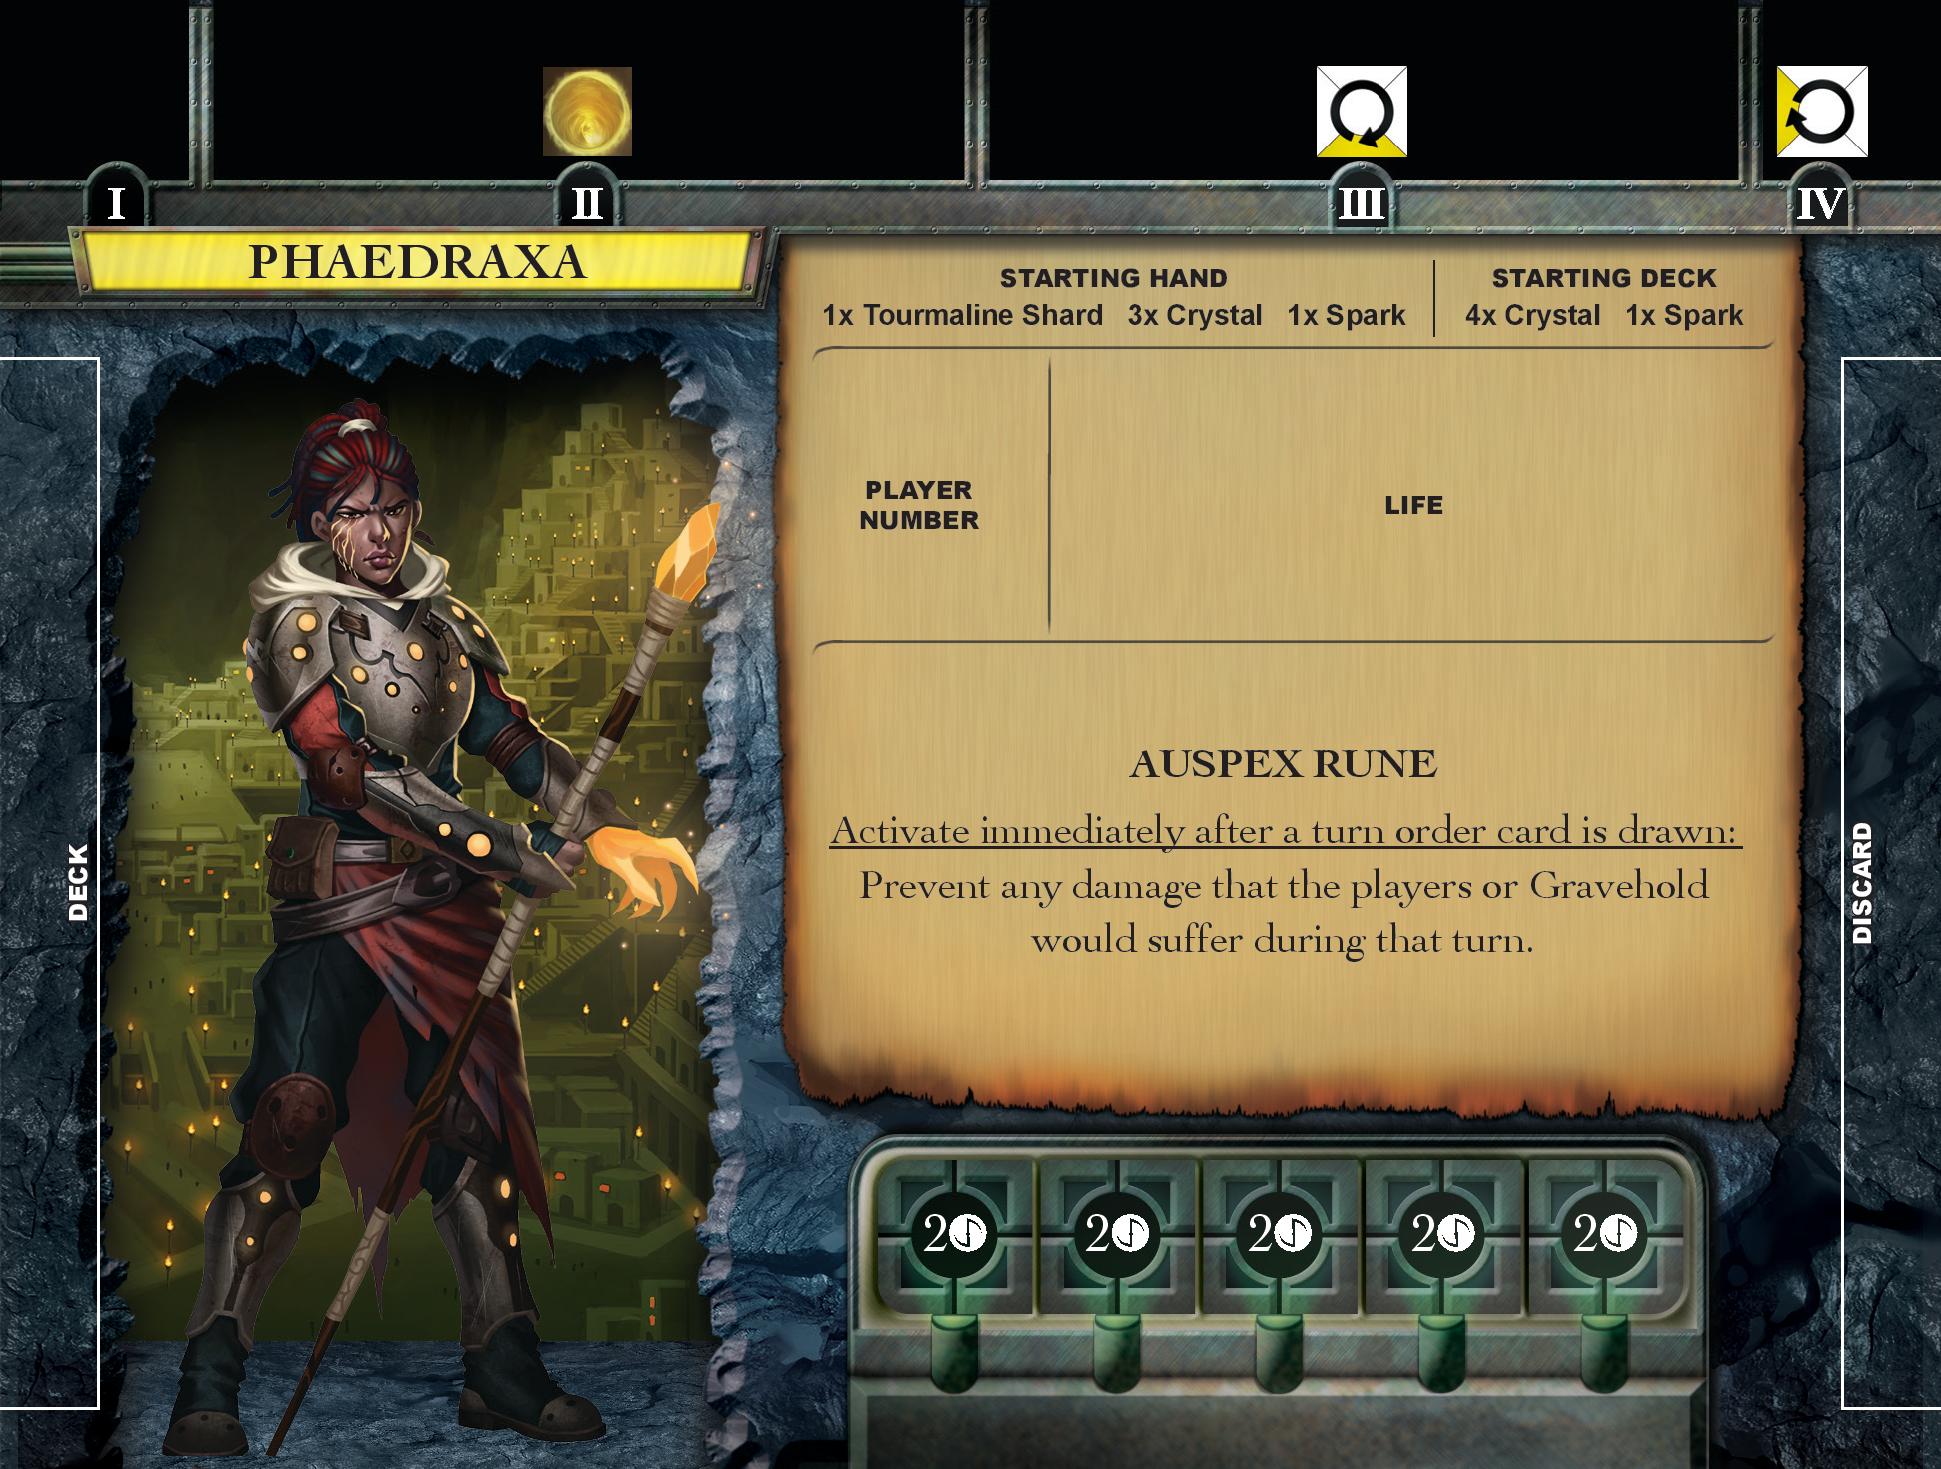 I II III IV
PHAEDRAXA
STARTING HAND
1x Tourmaline Shard 3x Crystal 1x Spark
STARTING DECK
4x Crystal 1x Spark
PLAYER
NUMBER
LIFE
AUSPEX RUNE
Activate immediately after a turn order card is drawn:
Prevent any damage that the players or Gravehold
would suffer during that turn.
DECK
DISCARD
2 2 2 2 2